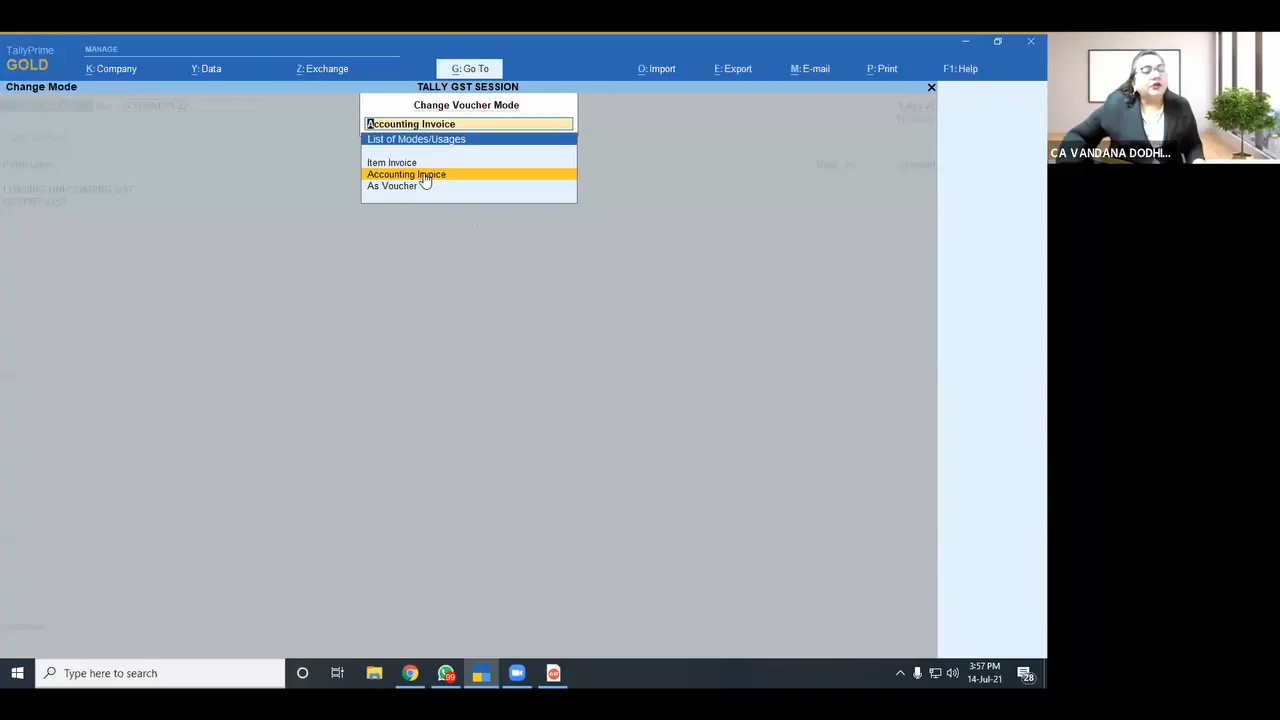 TallyPrime
GOLD
MANAGE
K: Company
Y: Data
Z: Exchange
G: Go To
O: Import
E: Export
M: E-mail
P: Print
F1: Help
Change Mode
TALLY GST SESSION
Change Voucher Mode
Accounting Invoice
List of Modes/Usages
Item Invoice
Accounting Invoice
As Voucher
CA VANDANA DODHI...
Type here to search
99
3:57 PM
14-Jul-21
28